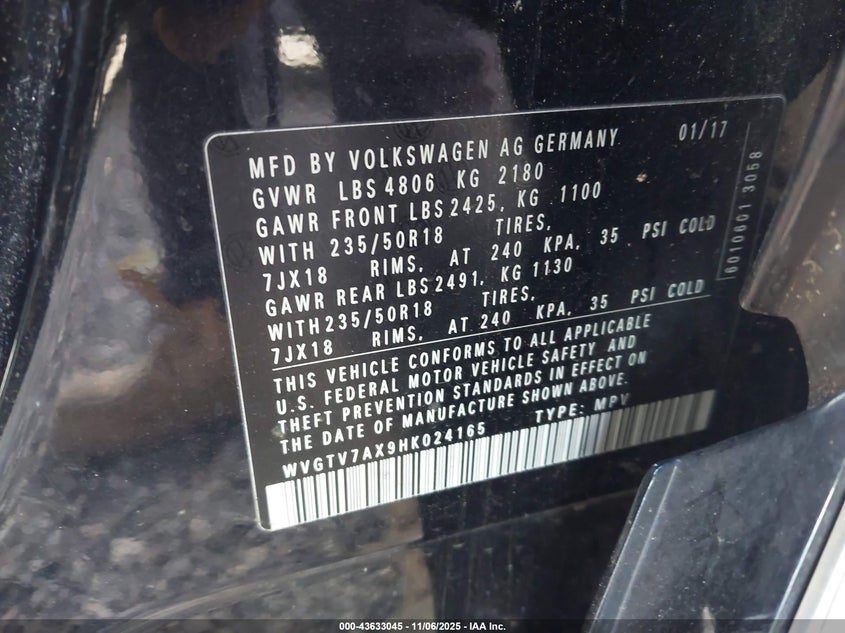 MFD BY VOLKSWAGEN AG GERMANY 01/17
GVWR LBS 4806 KG 2180
GAWR FRONT LBS 2425, KG 1100
WITH 235/50R18 TIRES,
7JX18 RIMS, AT 240 KPA, 35 PSI COLD
GAWR REAR LBS 2491, KG 1130
WITH 235/50R18 TIRES,
7JX18 RIMS, AT 240 KPA, 35 PSI COLD
THIS VEHICLE CONFORMS TO ALL APPLICABLE
U.S. FEDERAL MOTOR VEHICLE SAFETY AND
THEFT PREVENTION STANDARDS IN EFFECT ON
THE DATE OF MANUFACTURE SHOWN ABOVE.
WVGTV7AX9HK024165 TYPE: MPV
6010601 3058
000-43633045 - 11/06/2025 - IAA Inc.